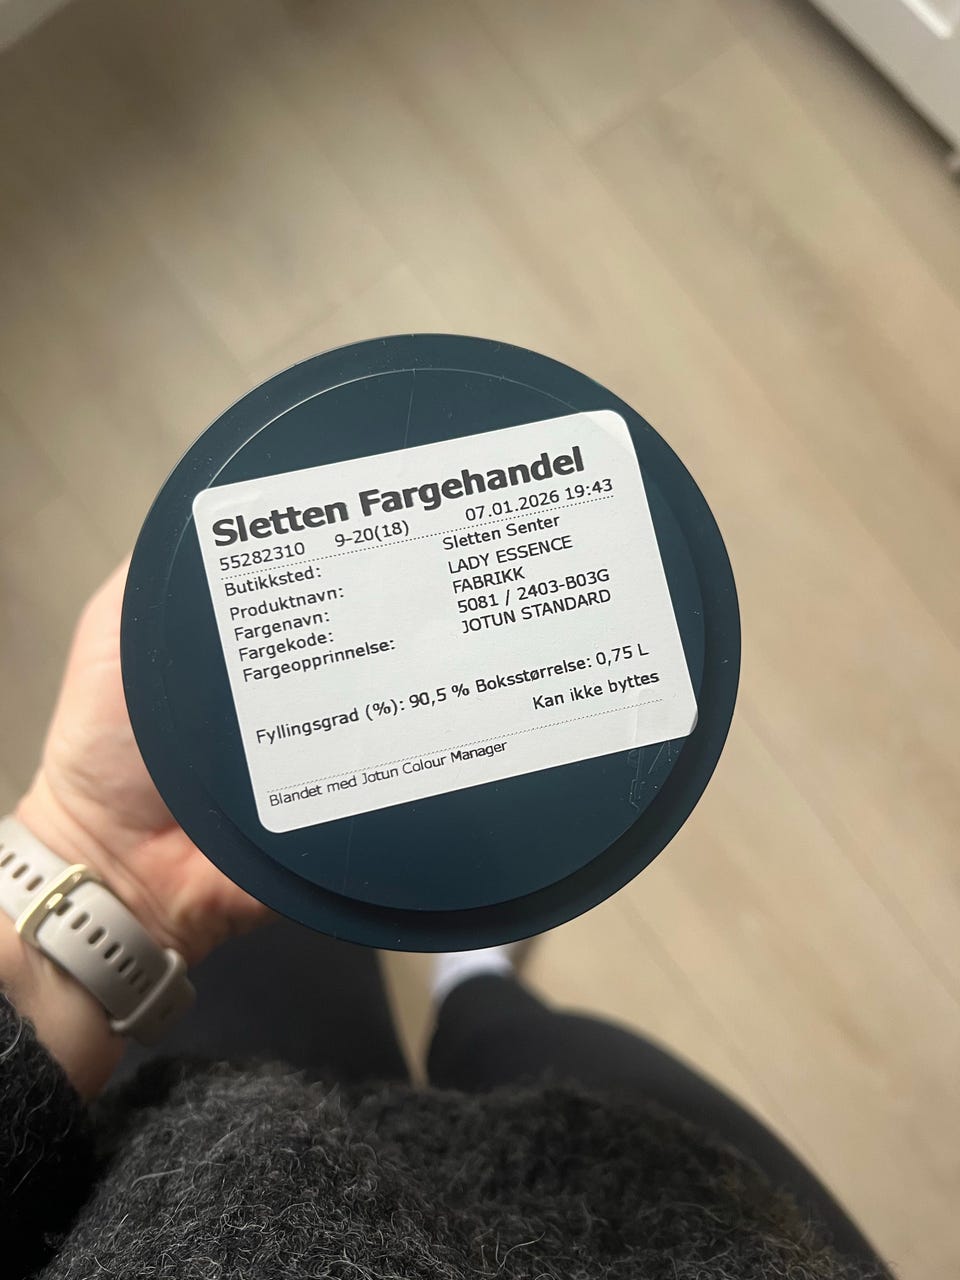 Sletten Fargehandel
55282310 9-20(18) 07.01.2026 19:43
Butikksted: Sletten Senter
Produktnavn: LADY ESSENCE
Fargenavn: FABRIKK
Fargekode: 5081 / 2403-B03G
Fargeopprinnelse: JOTUN STANDARD
Fyllingsgrad (%): 90,5 % Boksstørrelse: 0,75 L
Kan ikke byttes
Blandet med Jotun Colour Manager